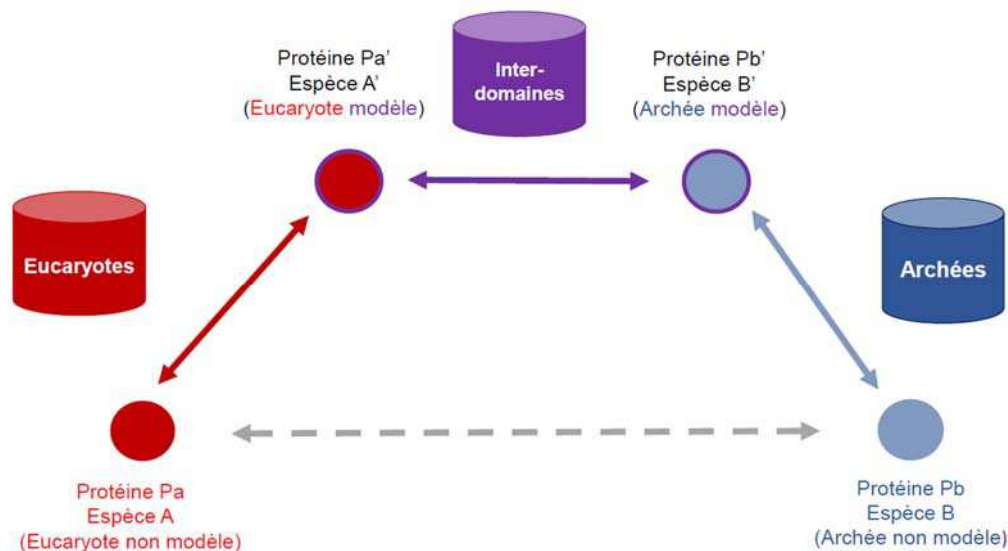 Protéine Pa'
Espèce A'
(Eucaryote modèle)
Inter-
domaines
Protéine Pb'
Espèce B'
(Archée modèle)
Eucaryotes
Archées
Protéine Pa
Espèce A
(Eucaryote non modèle)
Protéine Pb
Espèce B
(Archée non modèle)